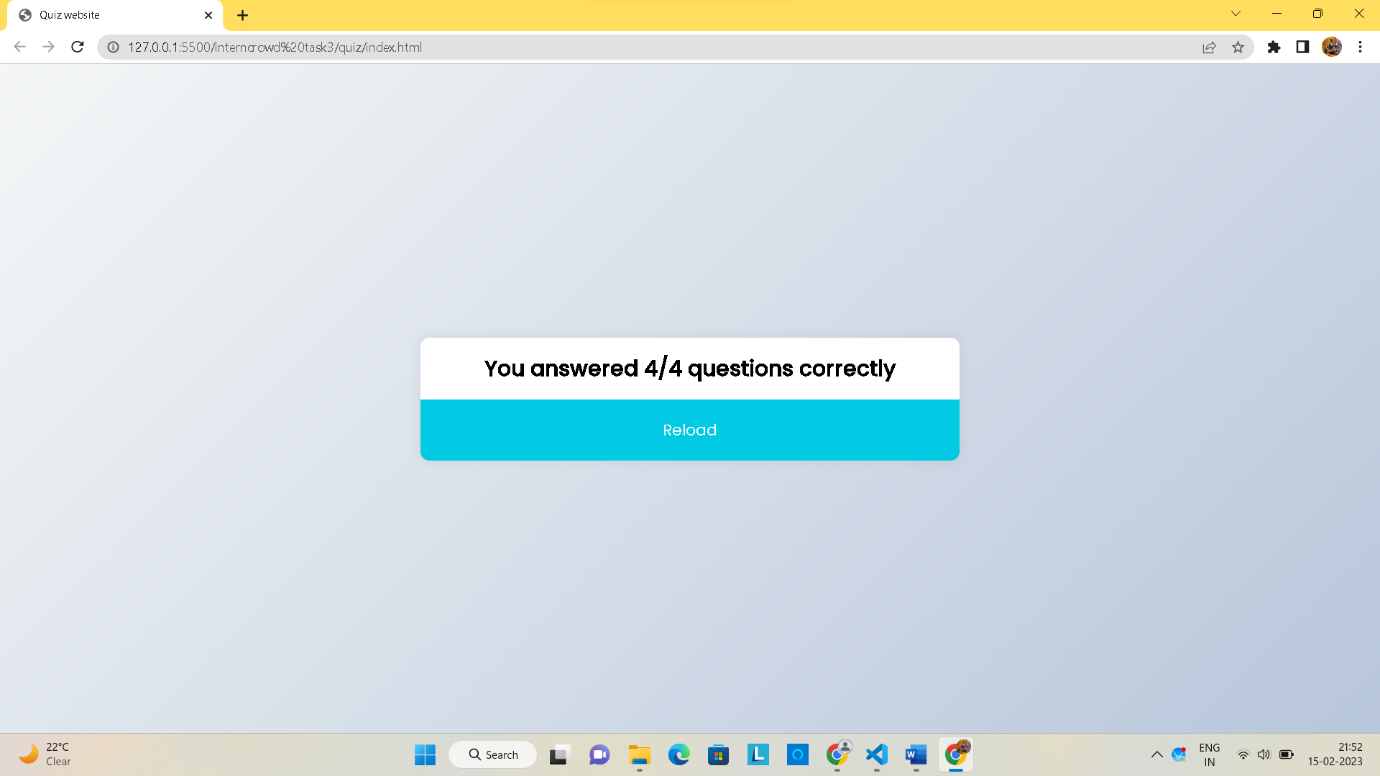 Quiz website
127.0.0.1:5500/interncrowd%20task3/quiz/index.html
You answered 4/4 questions correctly
Reload
22°C
Clear
Search
L
W
ENG
IN
21:52
15-02-2023